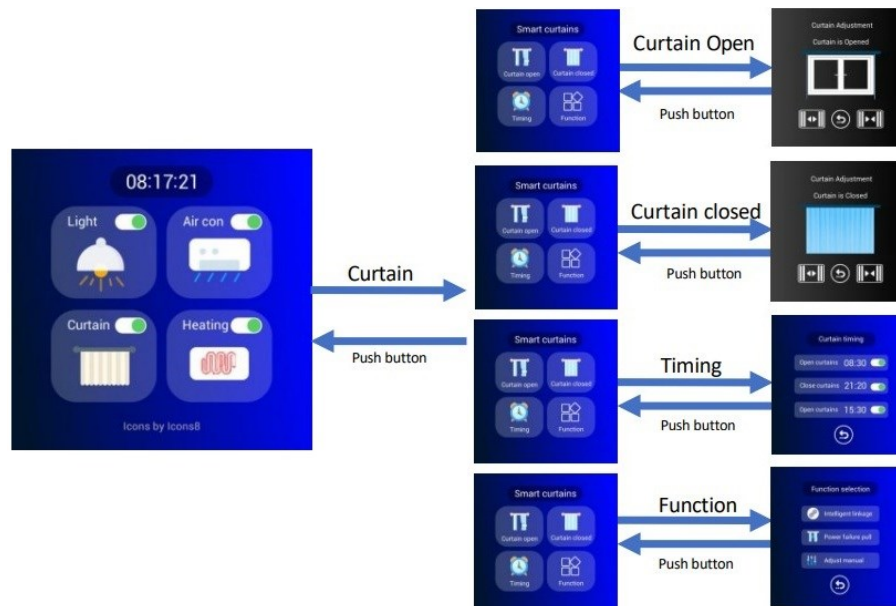 08:17:21
Light
Air con
Curtain
Heating
Icons by Icons8
Curtain
Push button
Smart curtains
Curtain open
Curtain closed
Timing
Function
Curtain Open
Push button
Curtain Adjustment
Curtain is Opened
Smart curtains
Curtain open
Curtain closed
Timing
Function
Curtain closed
Push button
Curtain Adjustment
Curtain is Closed
Smart curtains
Curtain open
Curtain closed
Timing
Function
Timing
Push button
Curtain timing
Open curtains 08:30
Close curtains 21:20
Open curtains 15:30
Smart curtains
Curtain open
Curtain closed
Timing
Function
Function
Push button
Function selection
Intelligent linkage
Power failure pull
Adjust manual